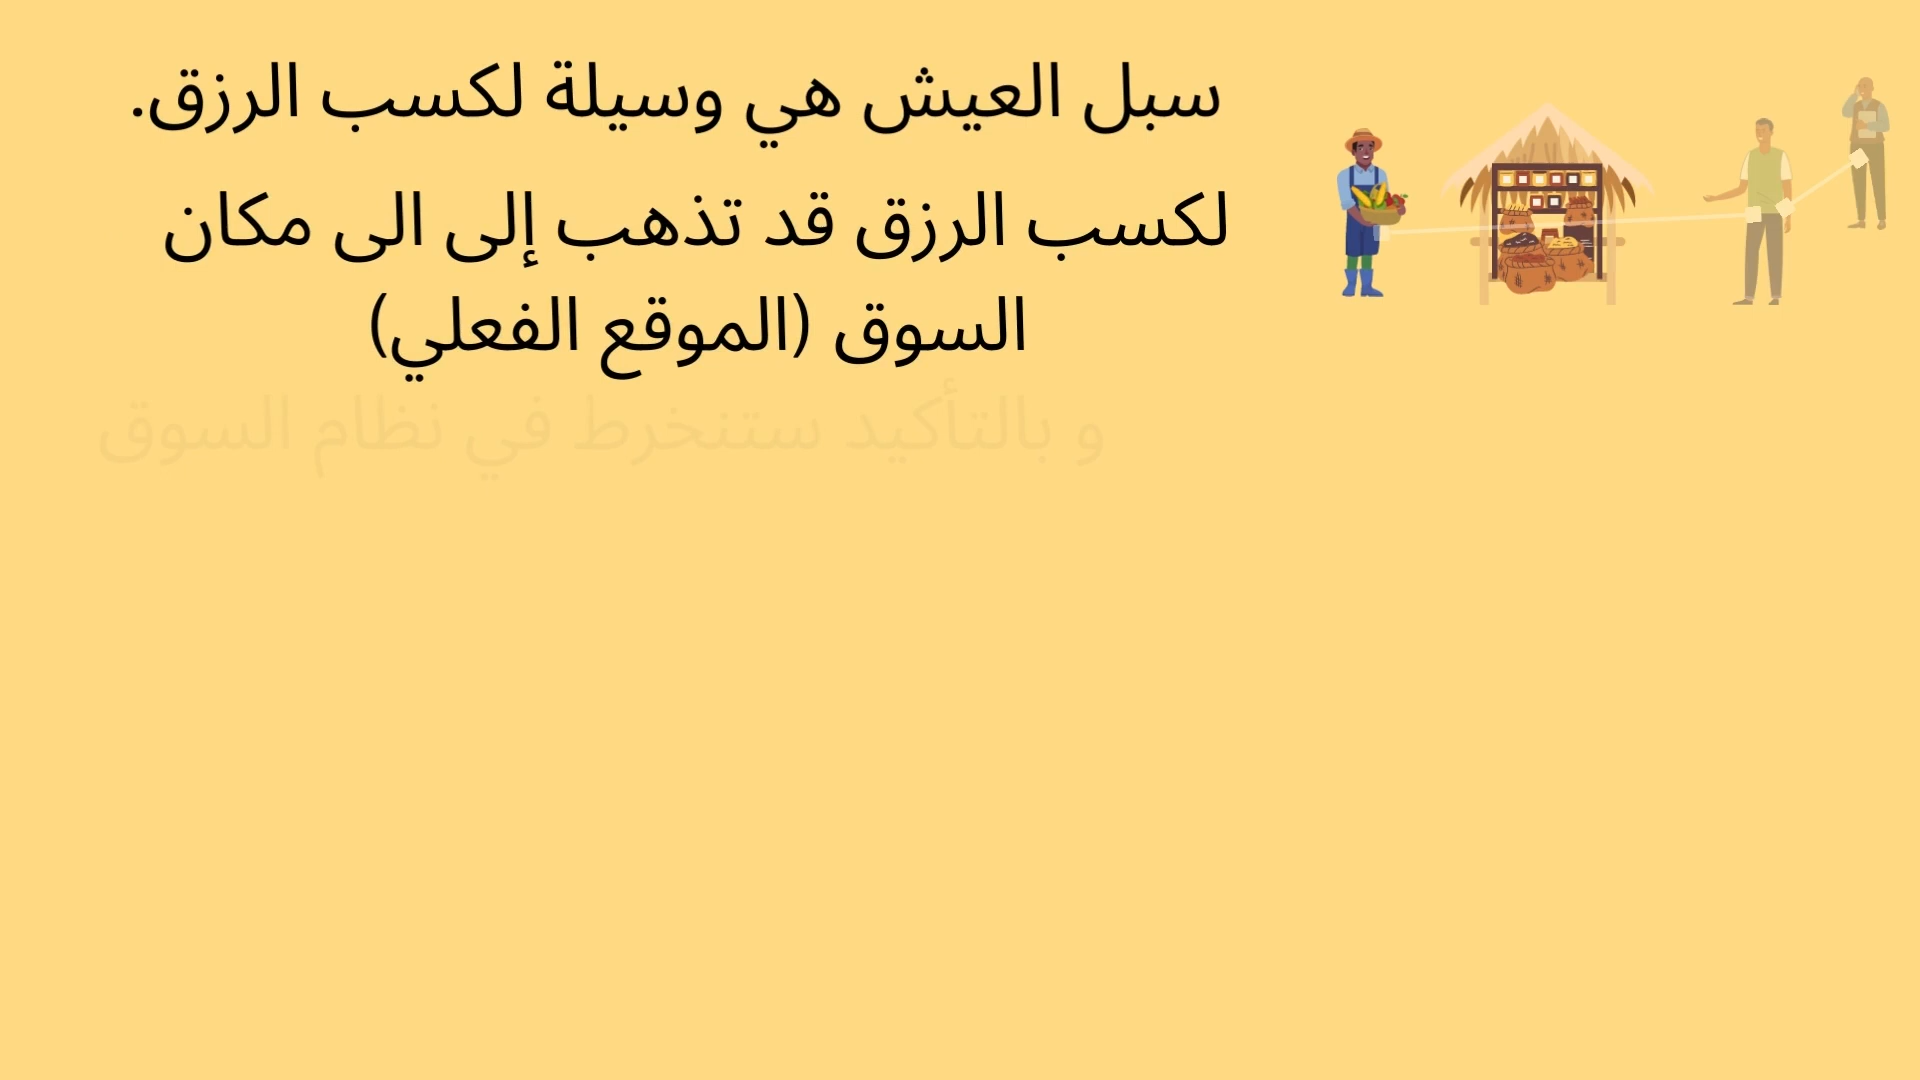 سبل العيش هي وسيلة لكسب الرزق.
لكسب الرزق قد تذهب إلى الى مكان
السوق (الموقع الفعلي)
و بالتأكيد ستنخرط في نظام السوق